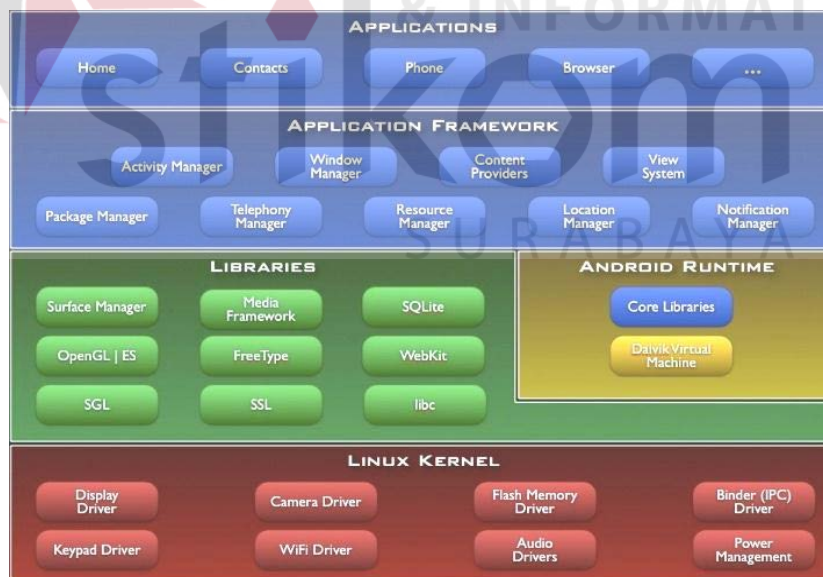 & INFORMAT
APPLICATIONS
Home
Contacts
Phone
Browser
...
stikom
APPLICATION FRAMEWORK
Activity Manager
Window
Manager
Content
Providers
View
System
Package Manager
Telephony
Manager
Resource
Manager
Location
Manager
Notification
Manager
SURABAYA
LIBRARIES
Surface Manager
Media
Framework
SQLite
OpenGL | ES
FreeType
WebKit
SGL
SSL
libc
ANDROID RUNTIME
Core Libraries
Dalvik Virtual
Machine
LINUX KERNEL
Display
Driver
Camera Driver
Flash Memory
Driver
Binder (IPC)
Driver
Keypad Driver
WiFi Driver
Audio
Drivers
Power
Management